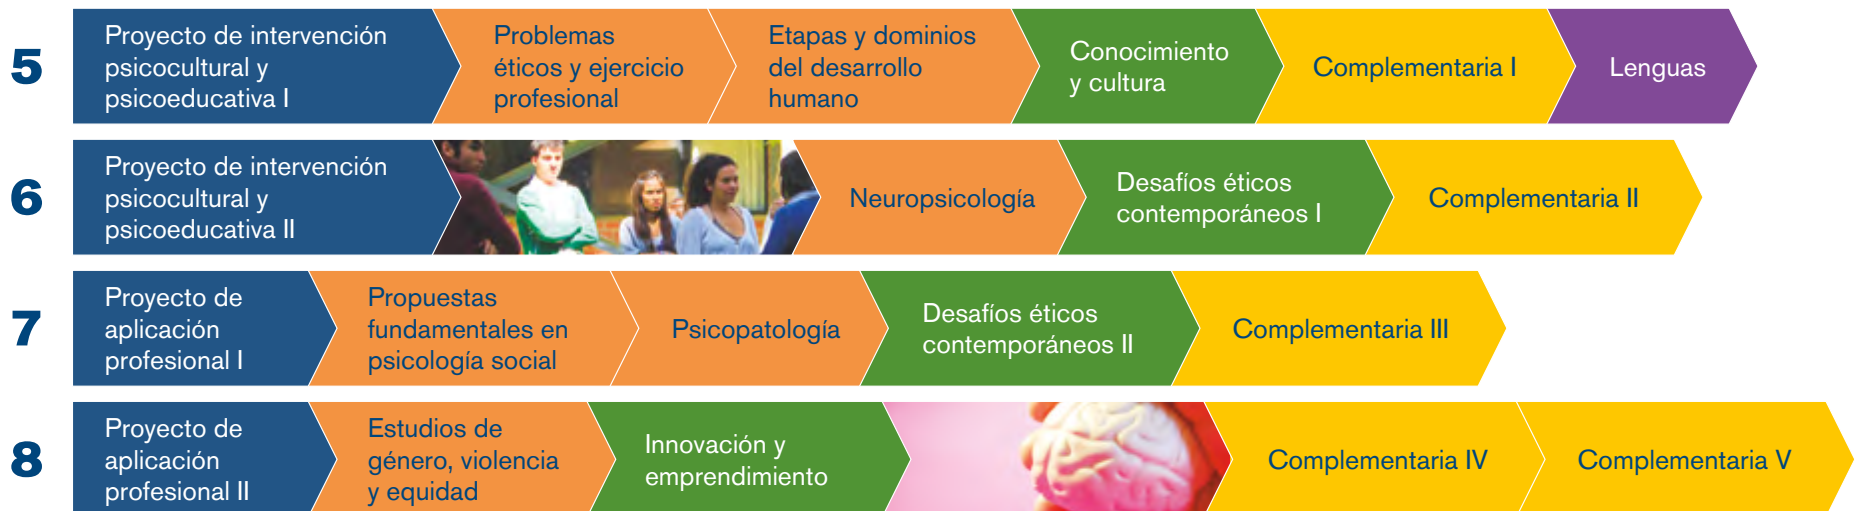 5
Proyecto de intervención
psicocultural y
psicoeducativa I
Problemas
éticos y ejercicio
profesional
Etapas y dominios
del desarrollo
humano
Conocimiento
y cultura
Complementaria I
Lenguas
6
Proyecto de intervención
psicocultural y
psicoeducativa II
Neuropsicología
Desafíos éticos
contemporáneos I
Complementaria II
7
Proyecto de
aplicación
profesional I
Propuestas
fundamentales en
psicología social
Psicopatología
Desafíos éticos
contemporáneos II
Complementaria III
8
Proyecto de
aplicación
profesional II
Estudios de
género, violencia
y equidad
Innovación y
emprendimiento
Complementaria IV
Complementaria V